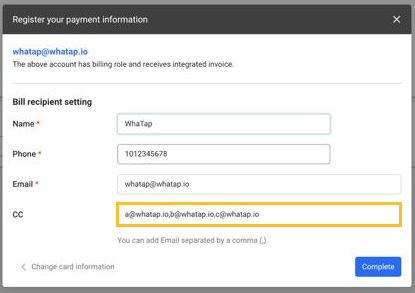 Register your payment information
whatap@whatap.io
The above account has billing role and receives integrated invoice.
Bill recipient setting
Name * WhaTap
Phone * 1012345678
Email * whatap@whatap.io
CC a@whatap.io,b@whatap.io,c@whatap.io
You can add Email separated by a comma (,).
Change card information Complete